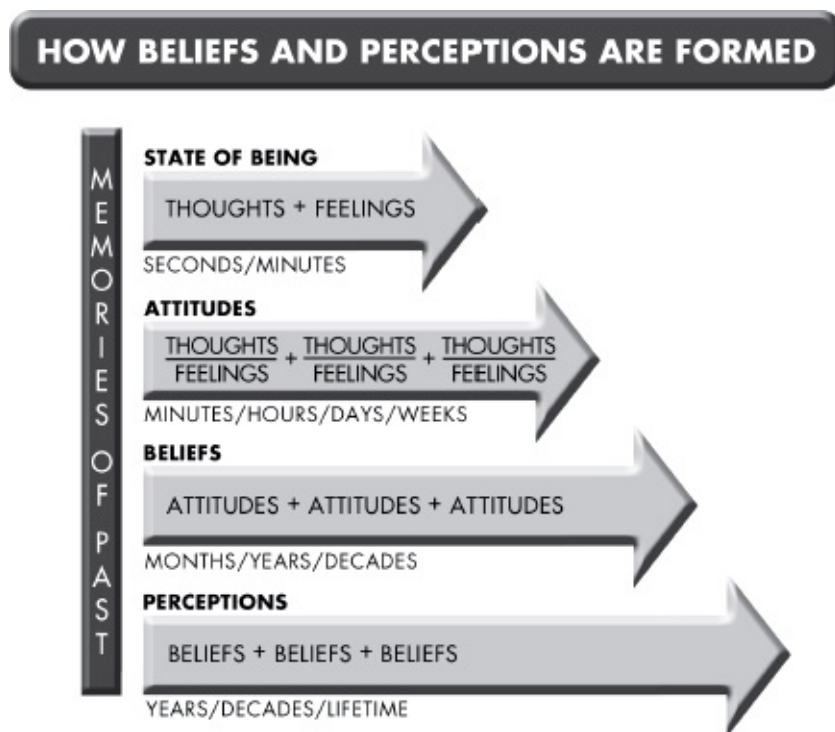 HOW BELIEFS AND PERCEPTIONS ARE FORMED
MEMORIES OF PAST
STATE OF BEING
THOUGHTS + FEELINGS
SECONDS/MINUTES
ATTITUDES
THOUGHTS + THOUGHTS + THOUGHTS
FEELINGS FEELINGS FEELINGS
MINUTES/HOURS/DAYS/WEEKS
BELIEFS
ATTITUDES + ATTITUDES + ATTITUDES
MONTHS/YEARS/DECADES
PERCEPTIONS
BELIEFS + BELIEFS + BELIEFS
YEARS/DECADES/LIFETIME